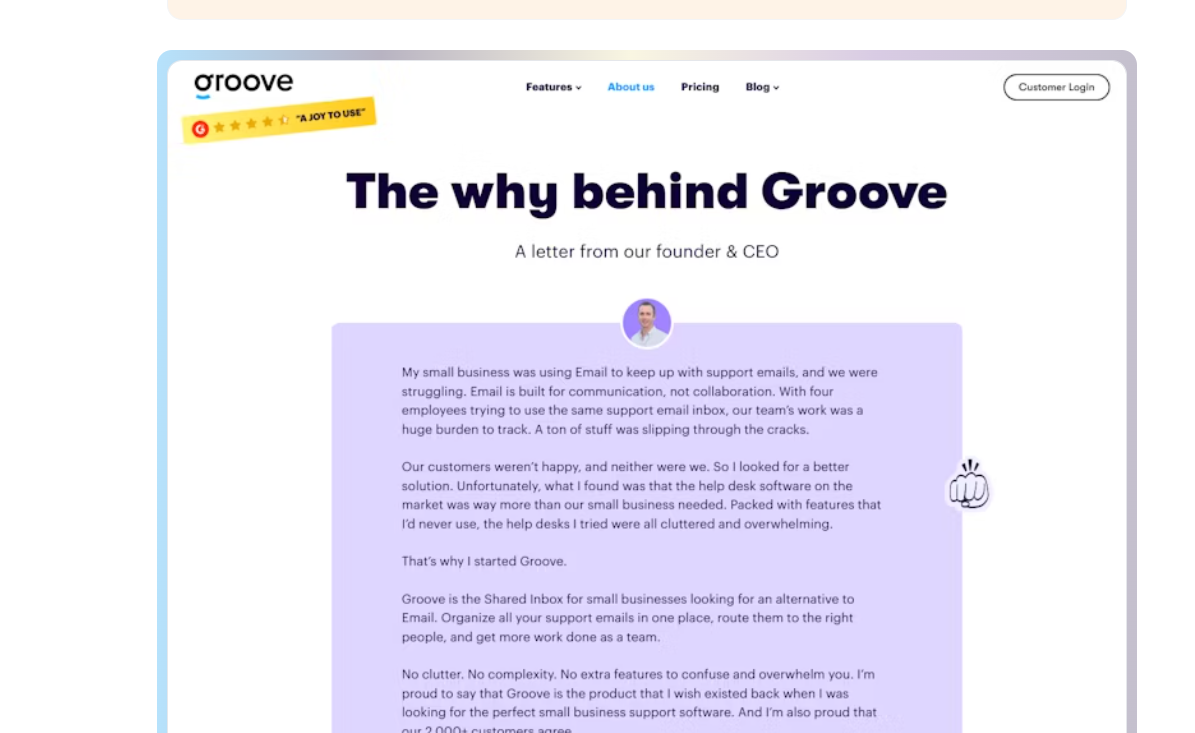 groove
Features
About us
Pricing
Blog
Customer Login
G
"A JOY TO USE"
The why behind Groove
A letter from our founder & CEO
My small business was using Email to keep up with support emails, and we were
struggling. Email is built for communication, not collaboration. With four
employees trying to use the same support email inbox, our team's work was a
huge burden to track. A ton of stuff was slipping through the cracks.
Our customers weren't happy, and neither were we. So I looked for a better
solution. Unfortunately, what I found was that the help desk software on the
market was way more than our small business needed. Packed with features that
I'd never use, the help desks I tried were all cluttered and overwhelming.
That's why I started Groove.
Groove is the Shared Inbox for small businesses looking for an alternative to
Email. Organize all your support emails in one place, route them to the right
people, and get more work done as a team.
No clutter. No complexity. No extra features to confuse and overwhelm you. I'm
proud to say that Groove is the product that I wish existed back when I was
looking for the perfect small business support software. And I'm also proud that
our 2,000+ customers agree.